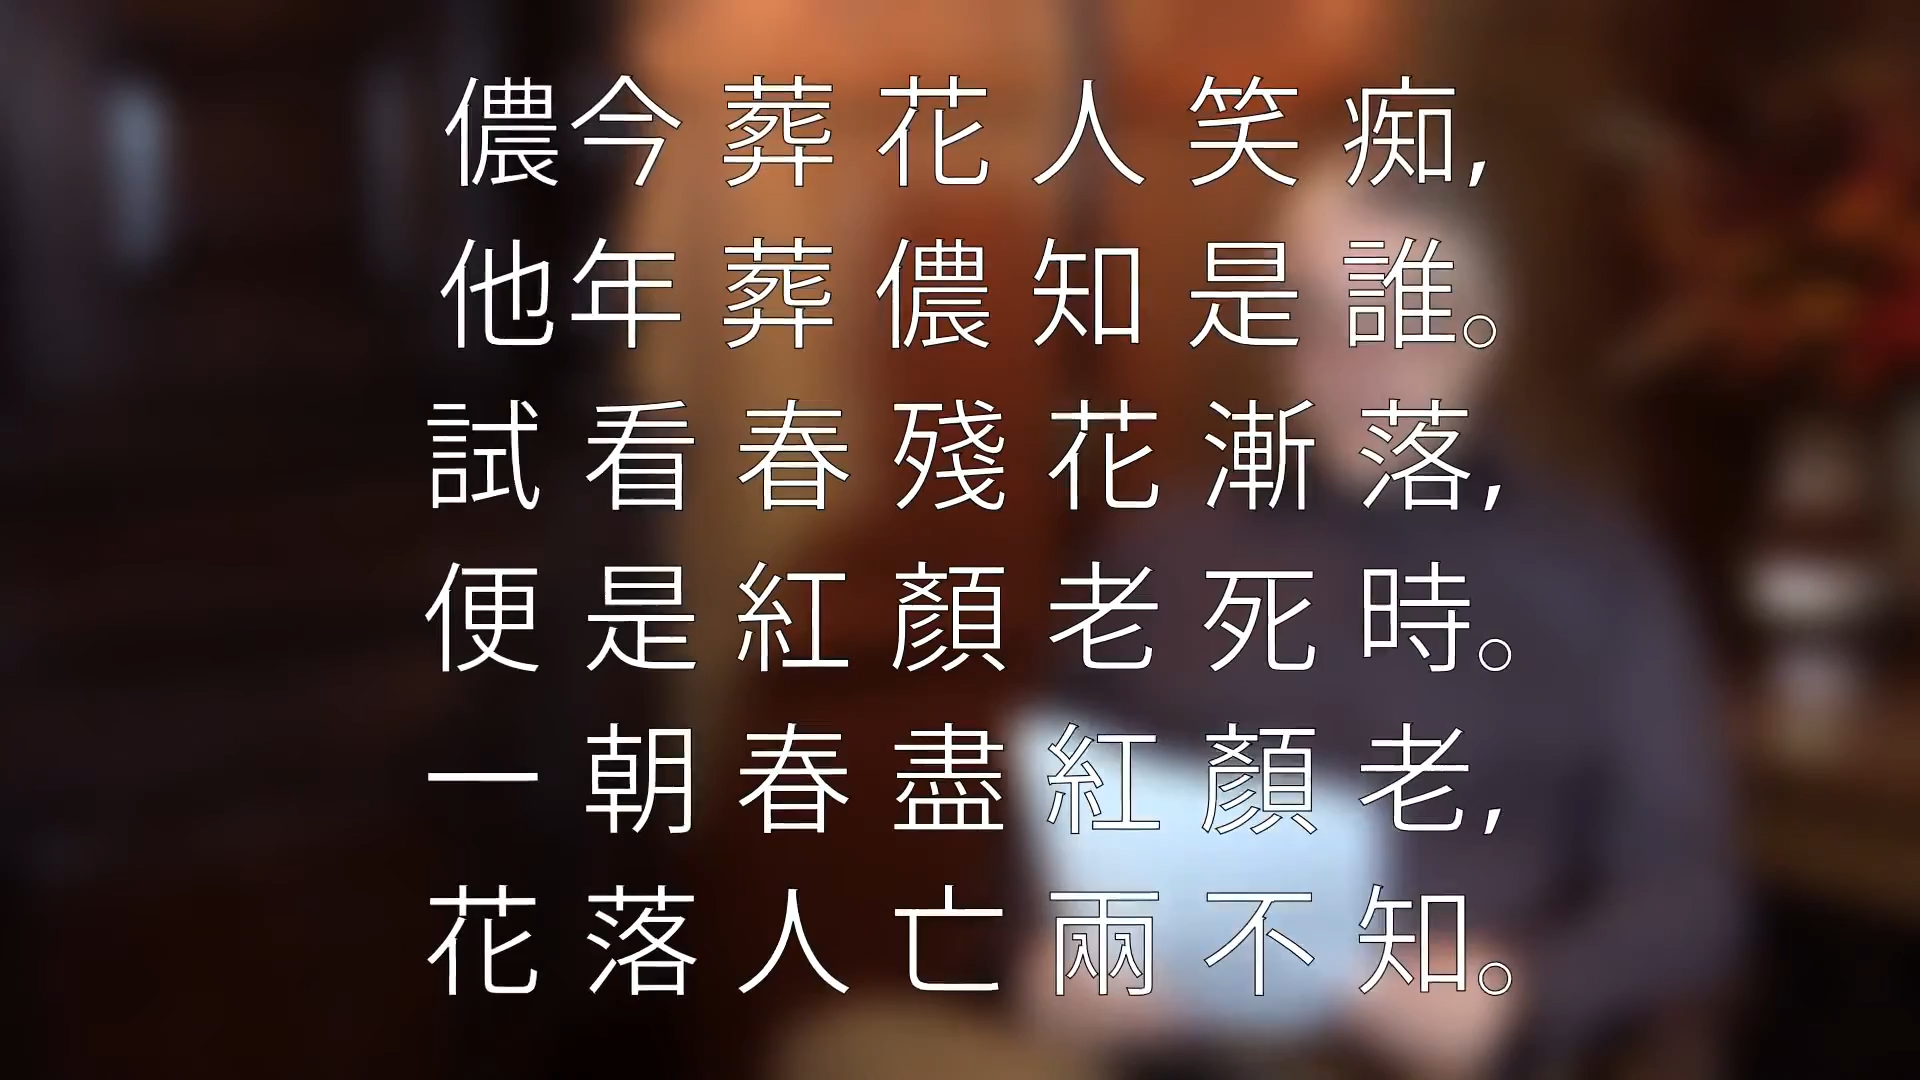 儂今葬花人笑痴,
他年葬儂知是誰。
試看春殘花漸落,
便是紅顏老死時。
一朝春盡紅顏老,
花落人亡兩不知。